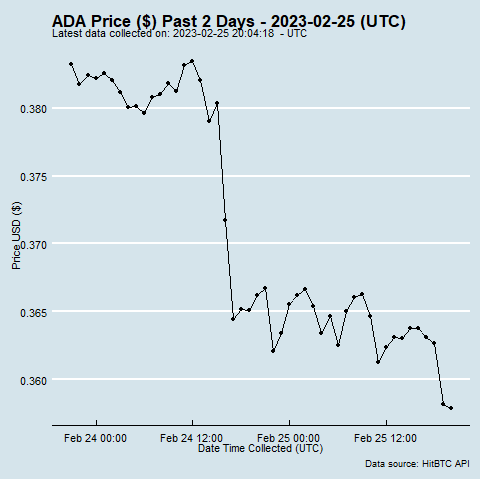 ADA Price ($) Past 2 Days - 2023-02-25 (UTC)
Latest data collected on: 2023-02-25 20:04:18 - UTC
0.380
0.375
0.370
0.365
0.360
Price USD ($)
Feb 24 00:00
Feb 24 12:00
Feb 25 00:00
Feb 25 12:00
Date Time Collected (UTC)
Data source: HitBTC API